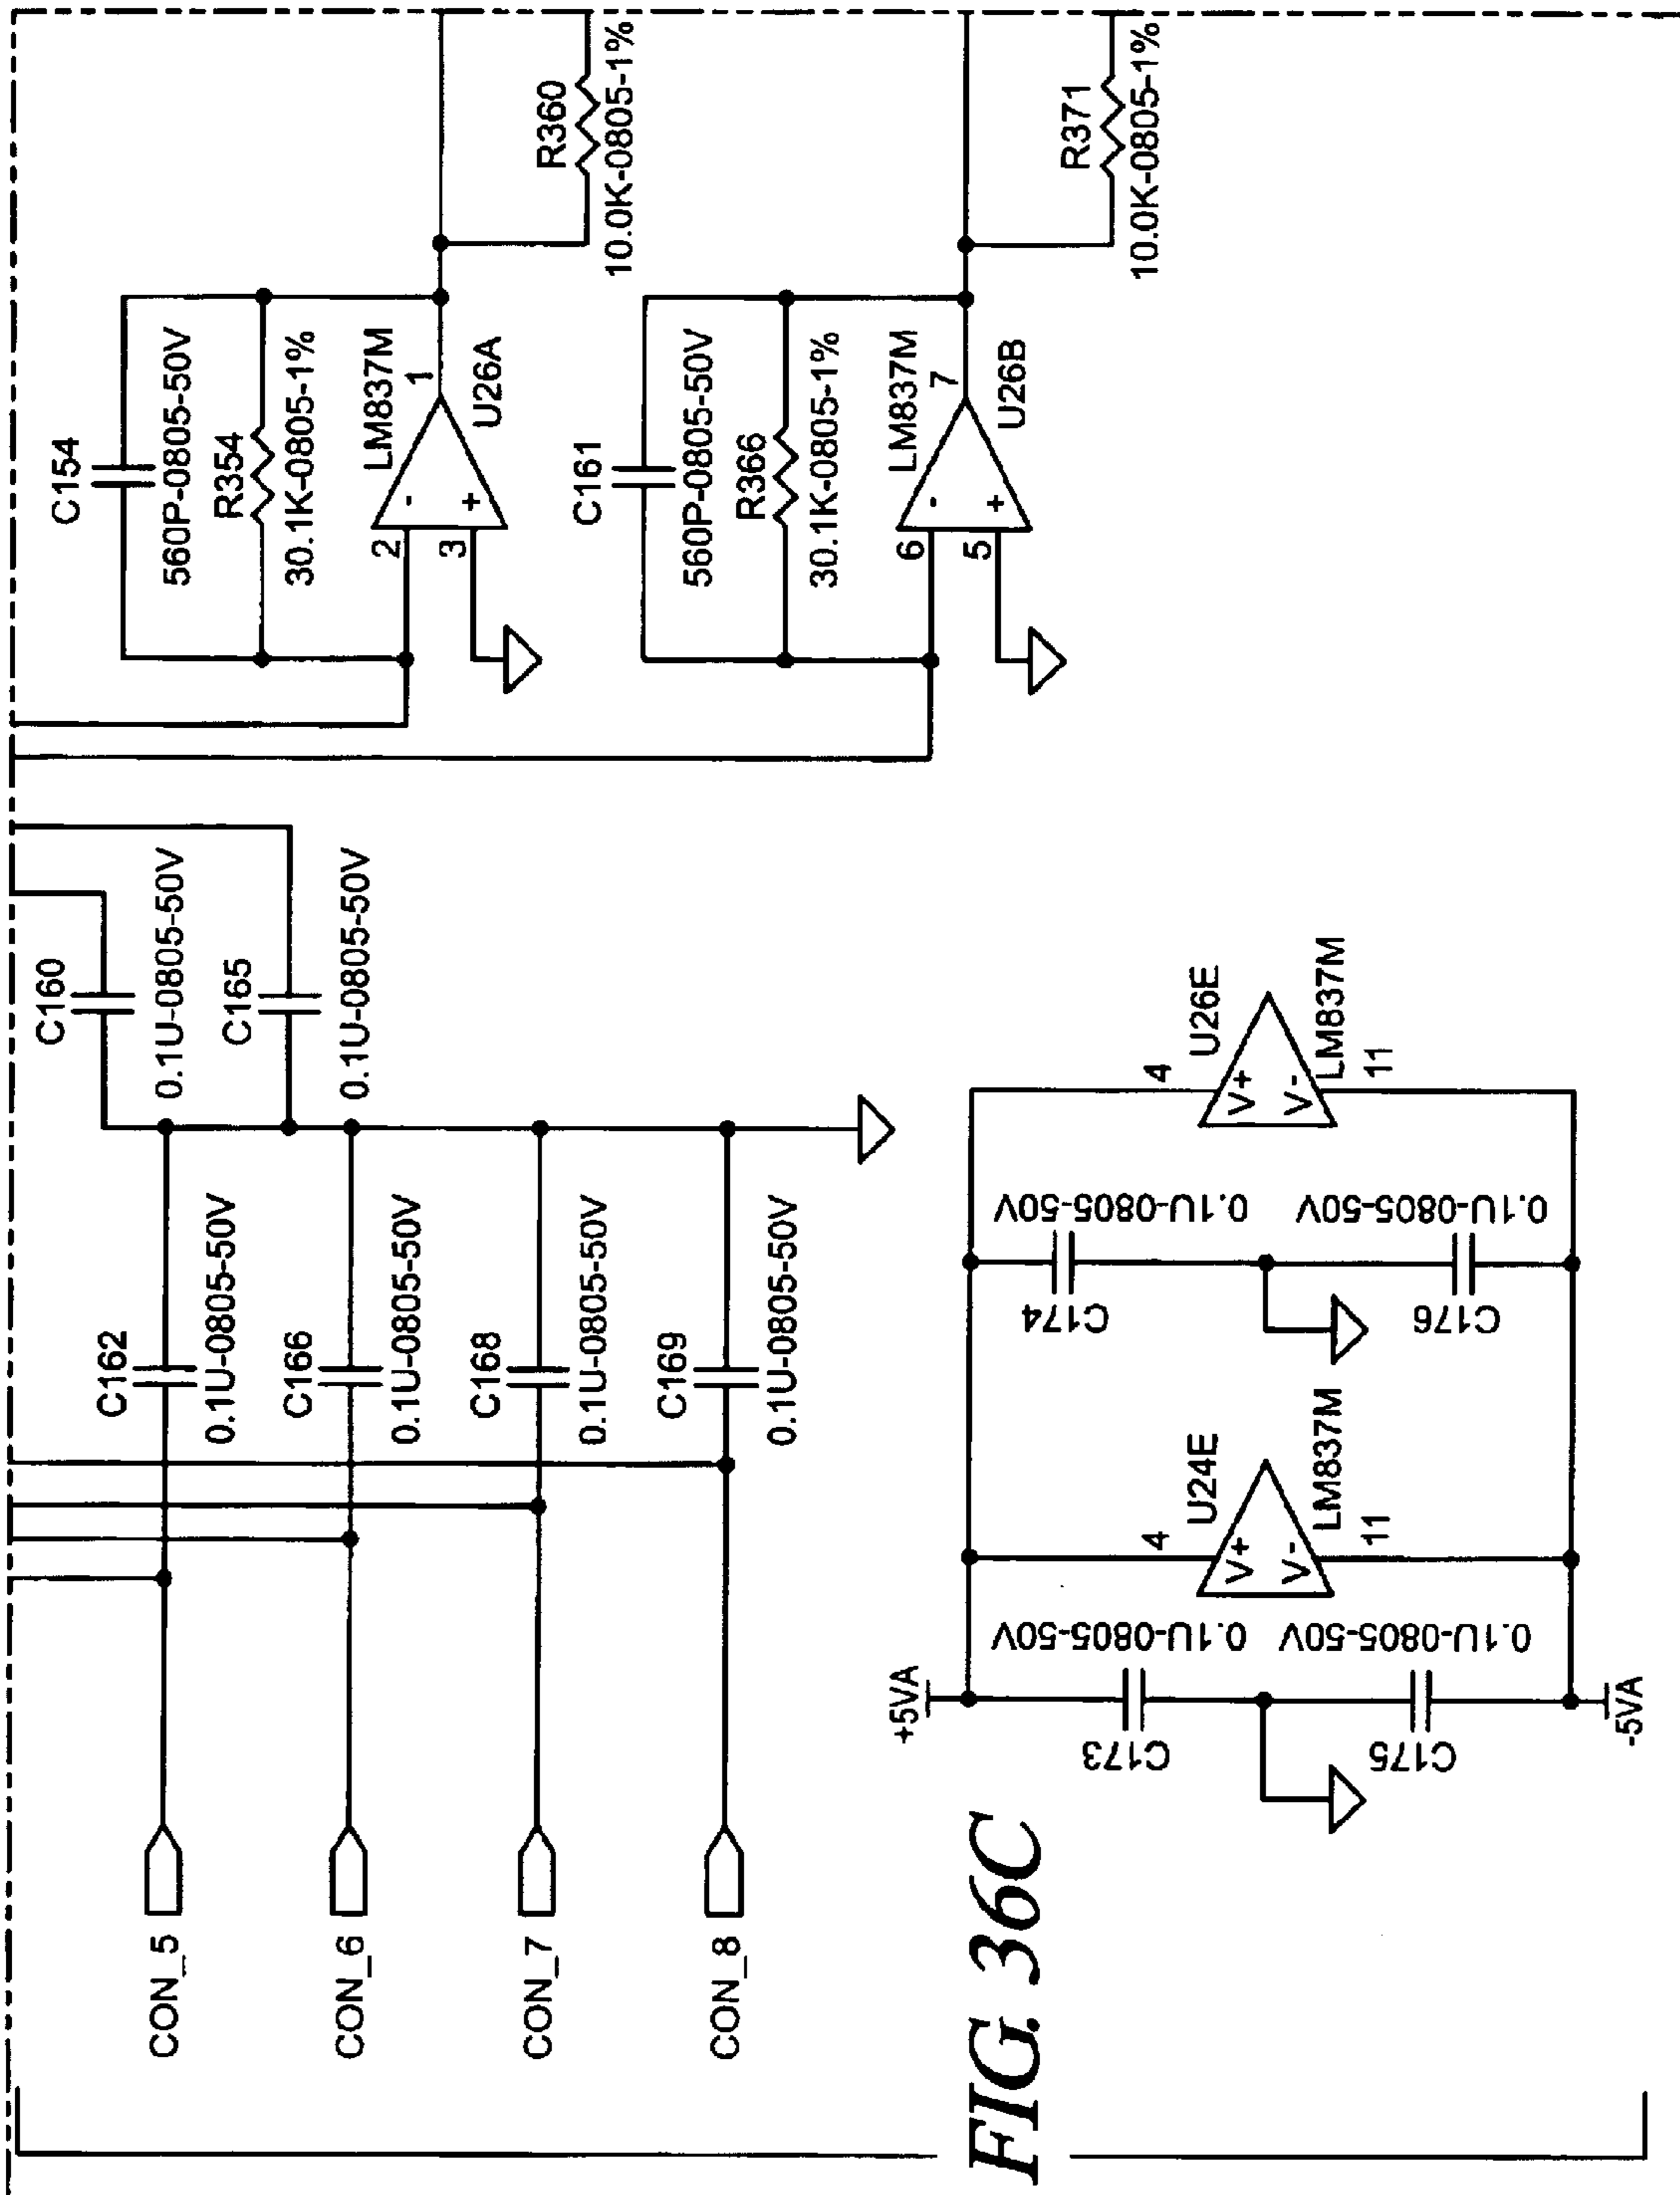 C154
560P-0805-50V
R354
30.1K-0805-1%
LM837M
2
-
3
+
1
U26A
R360
10.0K-0805-1%
C161
560P-0805-50V
R366
30.1K-0805-1%
LM837M
6
-
5
+
7
U26B
R371
10.0K-0805-1%
C160
0.1U-0805-50V
C165
0.1U-0805-50V
CON_5
C162
0.1U-0805-50V
CON_6
C166
0.1U-0805-50V
CON_7
C168
0.1U-0805-50V
CON_8
C169
0.1U-0805-50V
+5VA
C173
0.1U-0805-50V
C175
0.1U-0805-50V
-5VA
4
U24E
V+
V-
LM837M
11
C174
0.1U-0805-50V
C176
0.1U-0805-50V
4
U26E
V+
V-
LM837M
11
FIG. 36C